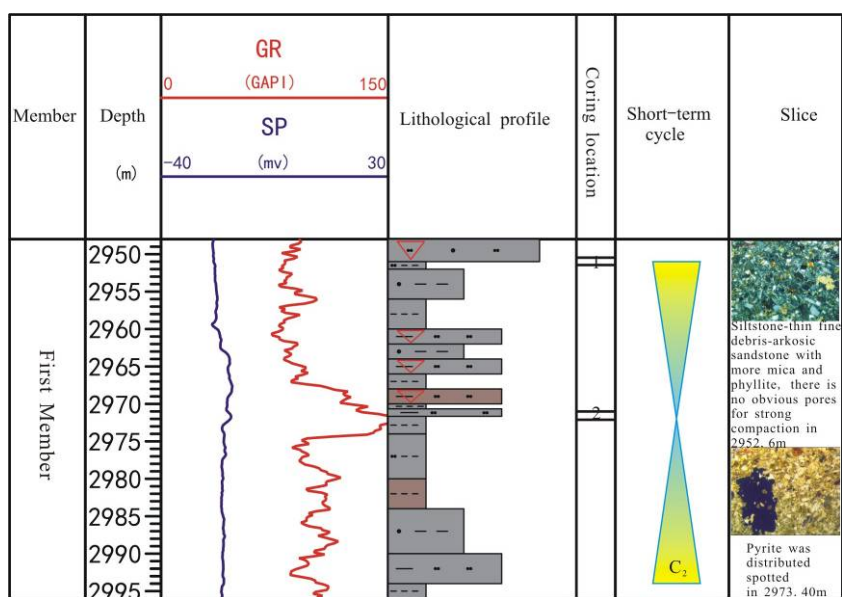 Member
Depth
(m)
GR
0 (GAPI) 150
SP
-40 (mv) 30
Lithological profile
Coring location
Short-term
cycle
Slice
First Member
2950
2955
2960
2965
2970
2975
2980
2985
2990
2995
1
2
C2
Siltstone-thin fine
debris-arkosic
sandstone with
more mica and
phyllite, there is
no obvious pores
for strong
compaction in
2952.6m
Pyrite was
distributed
spotted
in 2973.40m